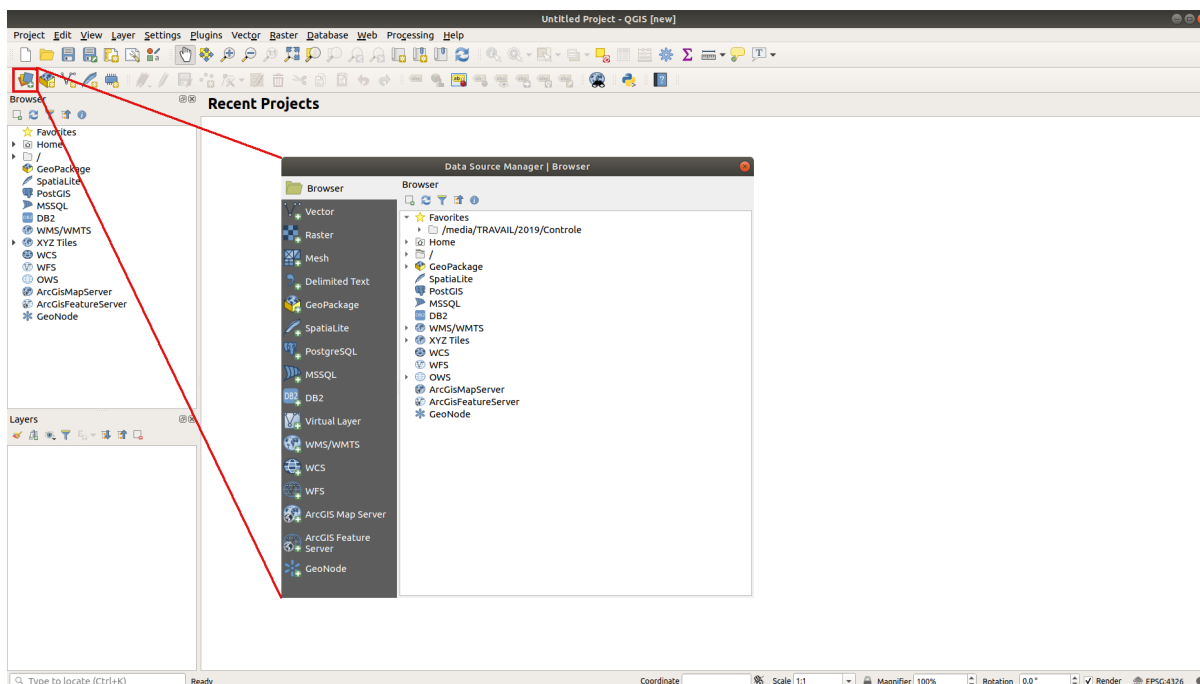 Untitled Project - QGIS [new]
Project Edit View Layer Settings Plugins Vector Raster Database Web Processing Help
Browser
Recent Projects
Favorites
Home
/
GeoPackage
SpatiaLite
PostGIS
MSSQL
DB2
WMS/WMTS
XYZ Tiles
WCS
WFS
OWS
ArcGisMapServer
ArcGisFeatureServer
GeoNode
Layers
Data Source Manager | Browser
Browser
Vector
Raster
Mesh
Delimited Text
GeoPackage
SpatiaLite
PostgreSQL
MSSQL
DB2
DB2
Virtual Layer
WMS/WMTS
WCS
WFS
ArcGIS Map Server
ArcGIS Feature
Server
GeoNode
Browser
Favorites
/media/TRAVAIL/2019/Controle
Home
/
GeoPackage
SpatiaLite
PostGIS
MSSQL
DB2
WMS/WMTS
XYZ Tiles
WCS
WFS
OWS
ArcGisMapServer
ArcGisFeatureServer
GeoNode
Type to locate (Ctrl+K) Ready Coordinate Scale 1:1 Magnifier 100% Rotation 0.0 ° Render EPSG:4326